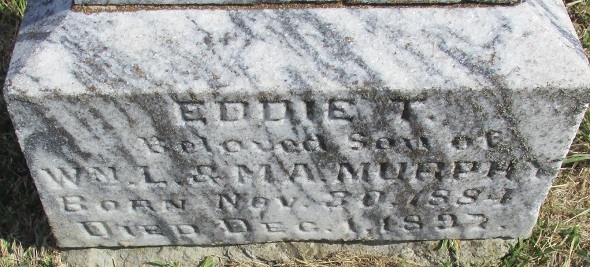 EDDIE T.
Beloved Son of
WM. L. & M.A. MURPHY
BORN NOV. 30, 1884
DIED DEC. 1, 1897.